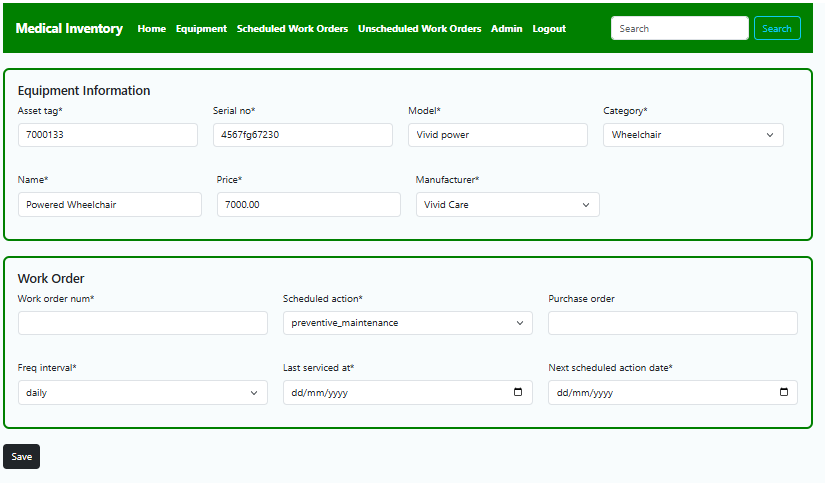 Medical Inventory Home Equipment Scheduled Work Orders Unscheduled Work Orders Admin Logout Search Search
Equipment Information
Asset tag* Serial no* Model* Category*
7000133 4567fg67230 Vivid power Wheelchair
Name* Price* Manufacturer*
Powered Wheelchair 7000.00 Vivid Care
Work Order
Work order num* Scheduled action* Purchase order
preventive_maintenance
Freq interval* Last serviced at* Next scheduled action date*
daily dd/mm/yyyy dd/mm/yyyy
Save